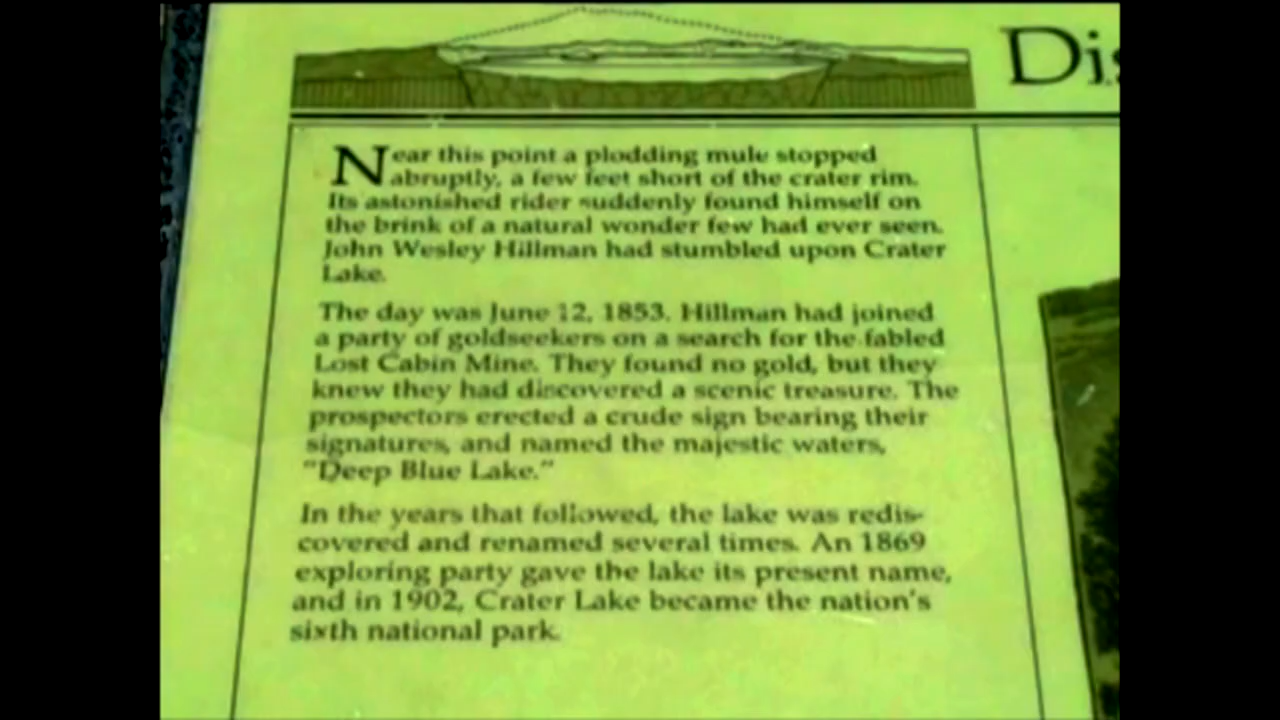 Dis
Near this point a plodding mule stopped
abruptly, a few feet short of the crater rim.
Its astonished rider suddenly found himself on
the brink of a natural wonder few had ever seen.
John Wesley Hillman had stumbled upon Crater
Lake.
The day was June 12, 1853. Hillman had joined
a party of goldseekers on a search for the fabled
Lost Cabin Mine. They found no gold, but they
knew they had discovered a scenic treasure. The
prospectors erected a crude sign bearing their
signatures, and named the majestic waters,
"Deep Blue Lake."
In the years that followed, the lake was redis-
covered and renamed several times. An 1869
exploring party gave the lake its present name,
and in 1902, Crater Lake became the nation's
sixth national park.